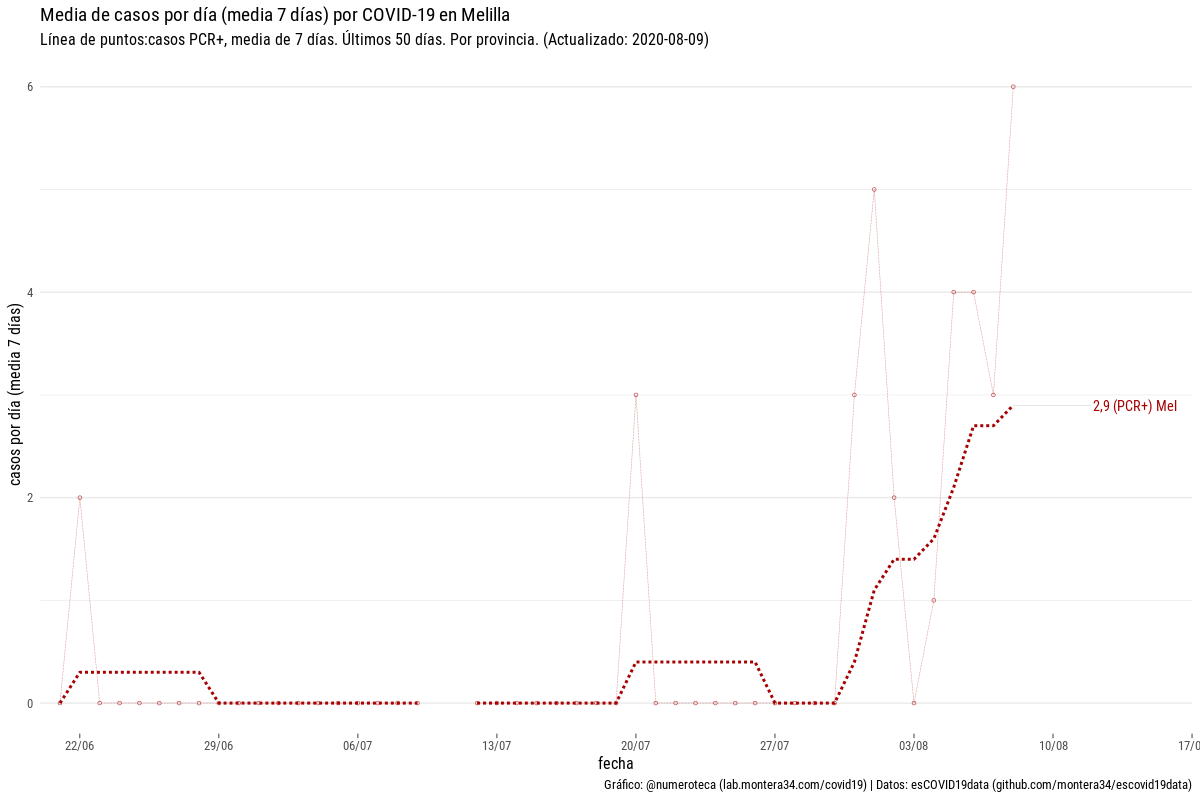 Media de casos por día (media 7 días) por COVID-19 en Melilla
Línea de puntos:casos PCR+, media de 7 días. Últimos 50 días. Por provincia. (Actualizado: 2020-08-09)
casos por día (media 7 días)
6
4
2
0
2,9 (PCR+) Mel
22/06
29/06
06/07
13/07
20/07
27/07
03/08
10/08
17/0
fecha
Gráfico: @numeroteca (lab.montera34.com/covid19) | Datos: esCOVID19data (github.com/montera34/escovid19data)